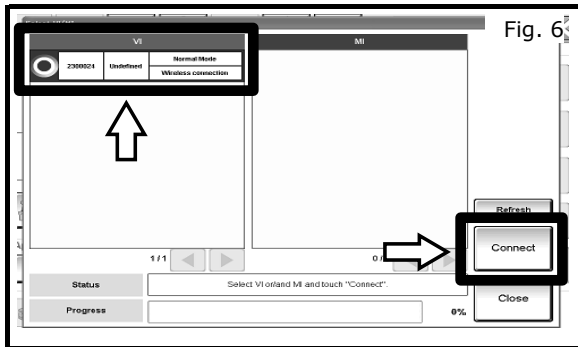 Fig. 6
VI
MI
2300024 Undefined Normal Mode
Wireless connection
Refresh
Connect
1/1
0/
Status
Select VI or/and MI and touch "Connect".
Close
Progress
0%